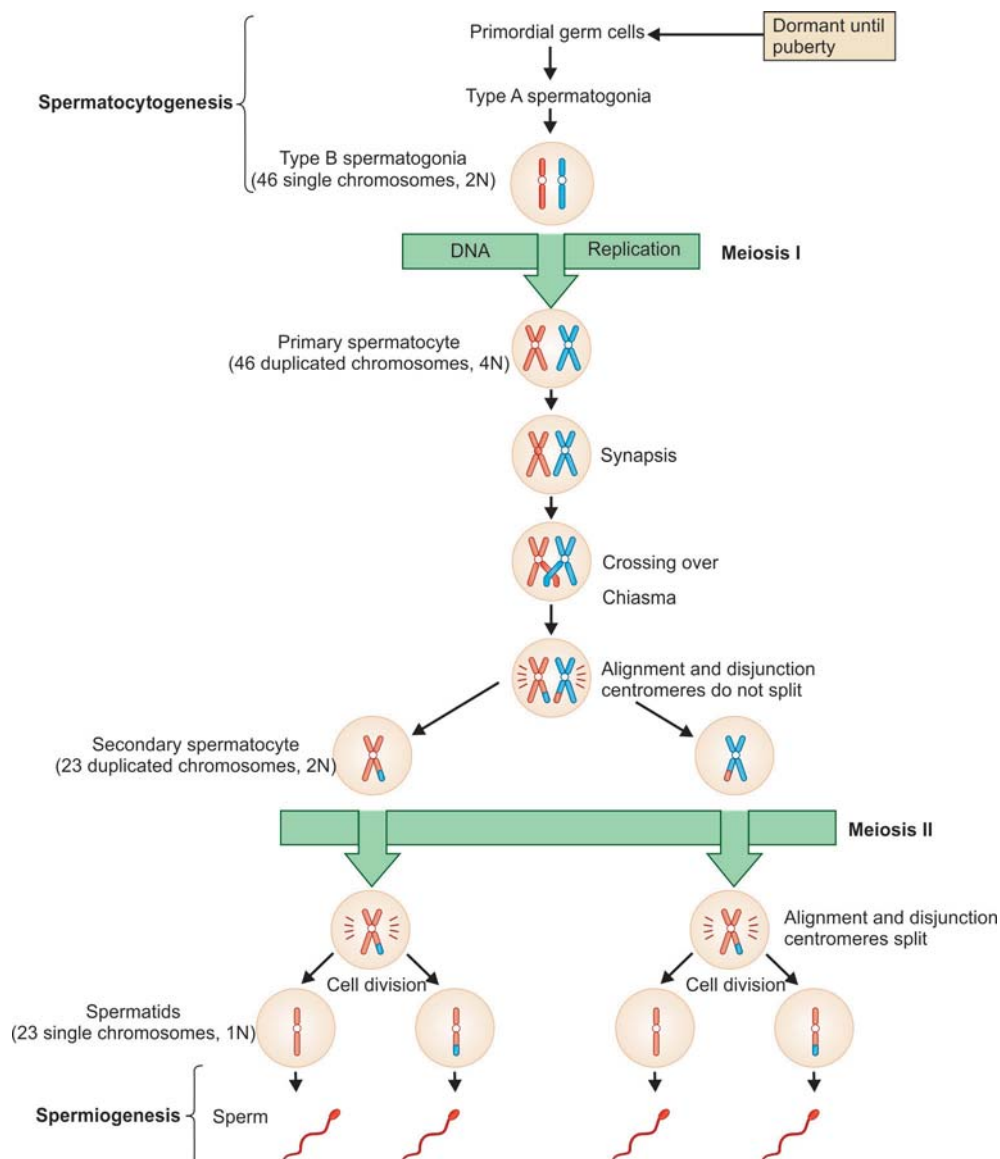 Primordial germ cells
Dormant until
puberty
Spermatocytogenesis
Type A spermatogonia
Type B spermatogonia
(46 single chromosomes, 2N)
DNA
Replication
Meiosis I
Primary spermatocyte
(46 duplicated chromosomes, 4N)
Synapsis
Crossing over
Chiasma
Alignment and disjunction
centromeres do not split
Secondary spermatocyte
(23 duplicated chromosomes, 2N)
Meiosis II
Alignment and disjunction
centromeres split
Cell division
Cell division
Spermatids
(23 single chromosomes, 1N)
Spermiogenesis
Sperm